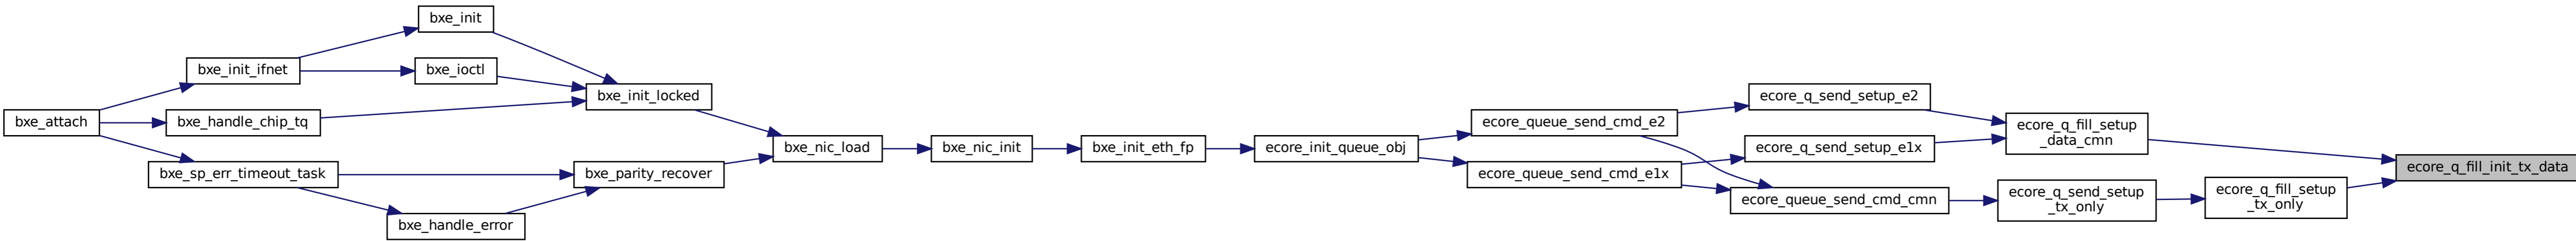 bxe_attach
bxe_init_ifnet
bxe_handle_chip_tq
bxe_sp_err_timeout_task
bxe_init
bxe_ioctl
bxe_handle_error
bxe_init_locked
bxe_parity_recover
bxe_nic_load
bxe_nic_init
bxe_init_eth_fp
ecore_init_queue_obj
ecore_queue_send_cmd_e2
ecore_queue_send_cmd_e1x
ecore_q_send_setup_e2
ecore_q_send_setup_e1x
ecore_queue_send_cmd_cmn
ecore_q_fill_setup
_data_cmn
ecore_q_send_setup
_tx_only
ecore_q_fill_setup
_tx_only
ecore_q_fill_init_tx_data